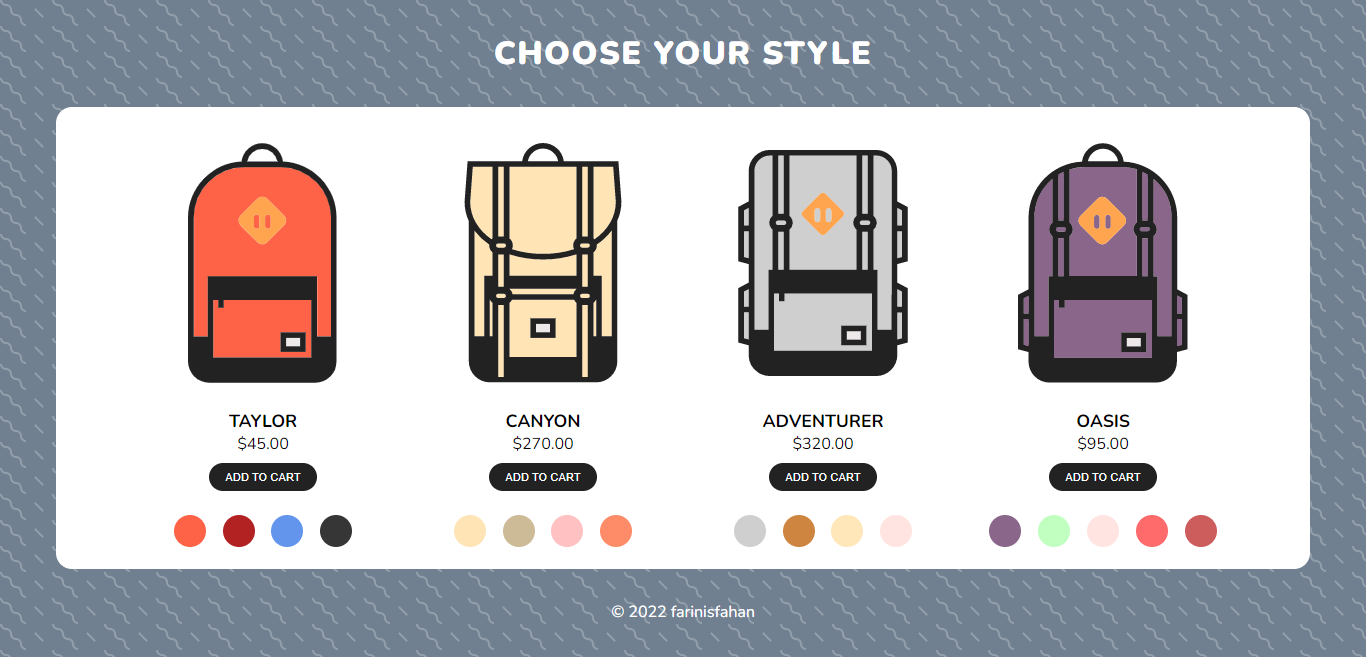 CHOOSE YOUR STYLE
TAYLOR
$45.00
ADD TO CART
CANYON
$270.00
ADD TO CART
ADVENTURER
$320.00
ADD TO CART
OASIS
$95.00
ADD TO CART
© 2022 farinisfahan